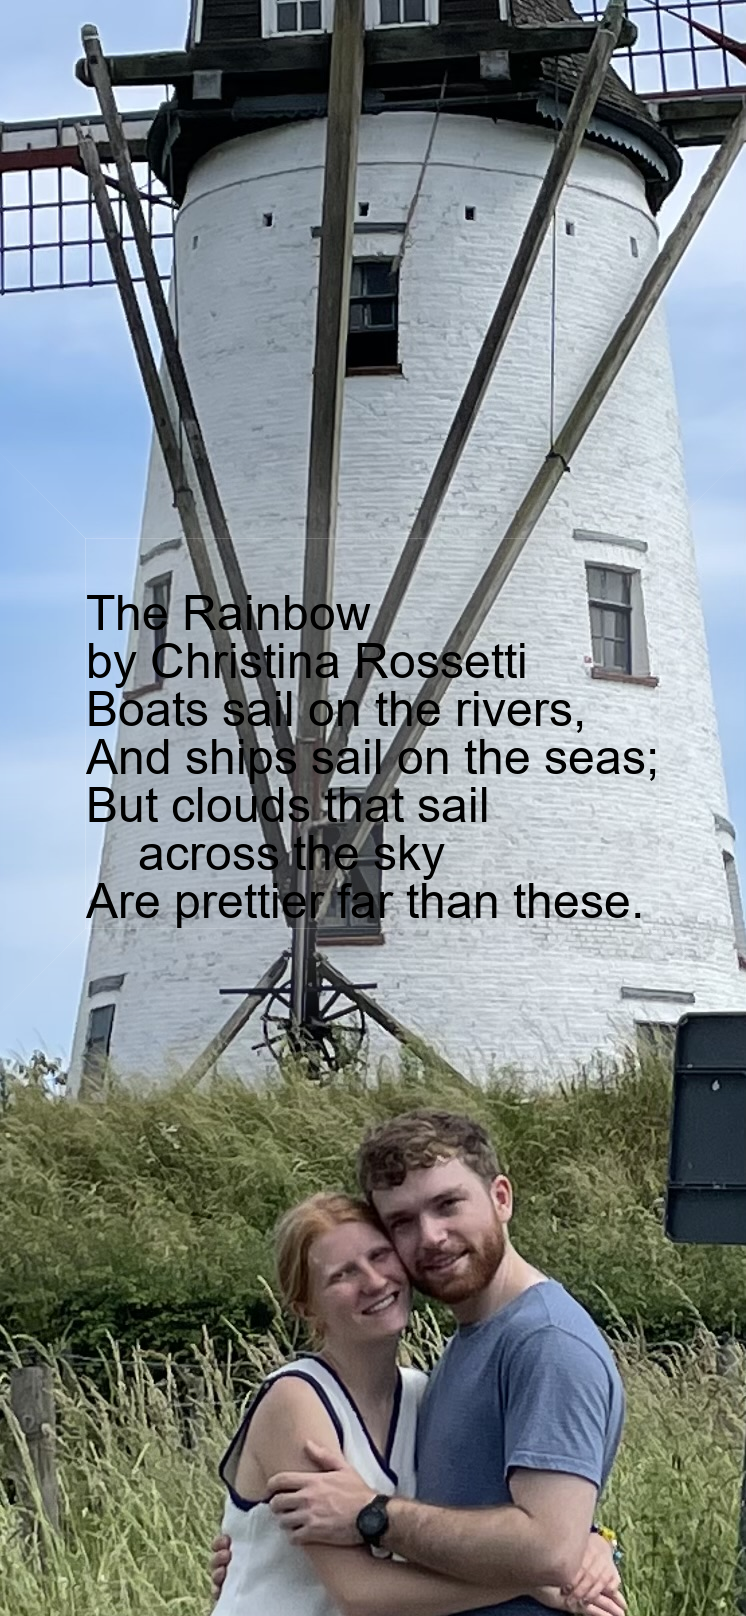 The Rainbow
by Christina Rossetti
Boats sail on the rivers,
And ships sail on the seas;
But clouds that sail
across the sky
Are prettier far than these.